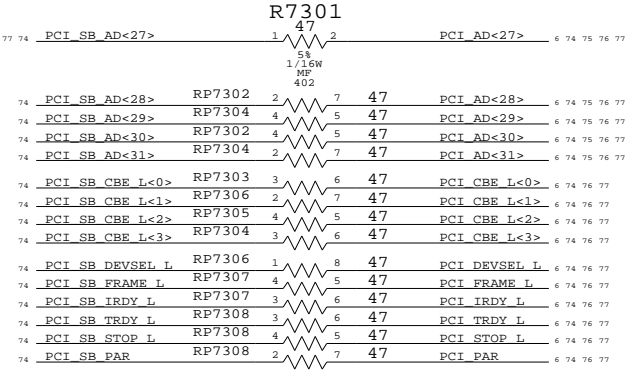 R7301
47
77 74 PCI_SB_AD<27> 1 2 PCI_AD<27> 6 74 75 76 77
5%
1/16W
MF
402
74 PCI_SB_AD<28> RP7302 2 7 47 PCI_AD<28> 6 74 75 76 77
74 PCI_SB_AD<29> RP7304 4 5 47 PCI_AD<29> 6 74 75 76 77
74 PCI_SB_AD<30> RP7302 4 5 47 PCI_AD<30> 6 74 75 76 77
74 PCI_SB_AD<31> RP7304 2 7 47 PCI_AD<31> 6 74 75 76 77
74 PCI_SB_CBE_L<0> RP7303 3 6 47 PCI_CBE_L<0> 6 74 76 77
74 PCI_SB_CBE_L<1> RP7306 2 7 47 PCI_CBE_L<1> 6 74 76 77
74 PCI_SB_CBE_L<2> RP7305 4 5 47 PCI_CBE_L<2> 6 74 76 77
74 PCI_SB_CBE_L<3> RP7304 3 6 47 PCI_CBE_L<3> 6 74 76 77
74 PCI_SB_DEVSEL_L RP7306 1 8 47 PCI_DEVSEL_L 6 74 76 77
74 PCI_SB_FRAME_L RP7307 4 5 47 PCI_FRAME_L 6 74 76 77
74 PCI_SB_IRDY_L RP7307 3 6 47 PCI_IRDY_L 6 74 76 77
74 PCI_SB_TRDY_L RP7308 3 6 47 PCI_TRDY_L 6 74 76 77
74 PCI_SB_STOP_L RP7308 4 5 47 PCI_STOP_L 6 74 76 77
74 PCI_SB_PAR RP7308 2 7 47 PCI_PAR 6 74 76 77